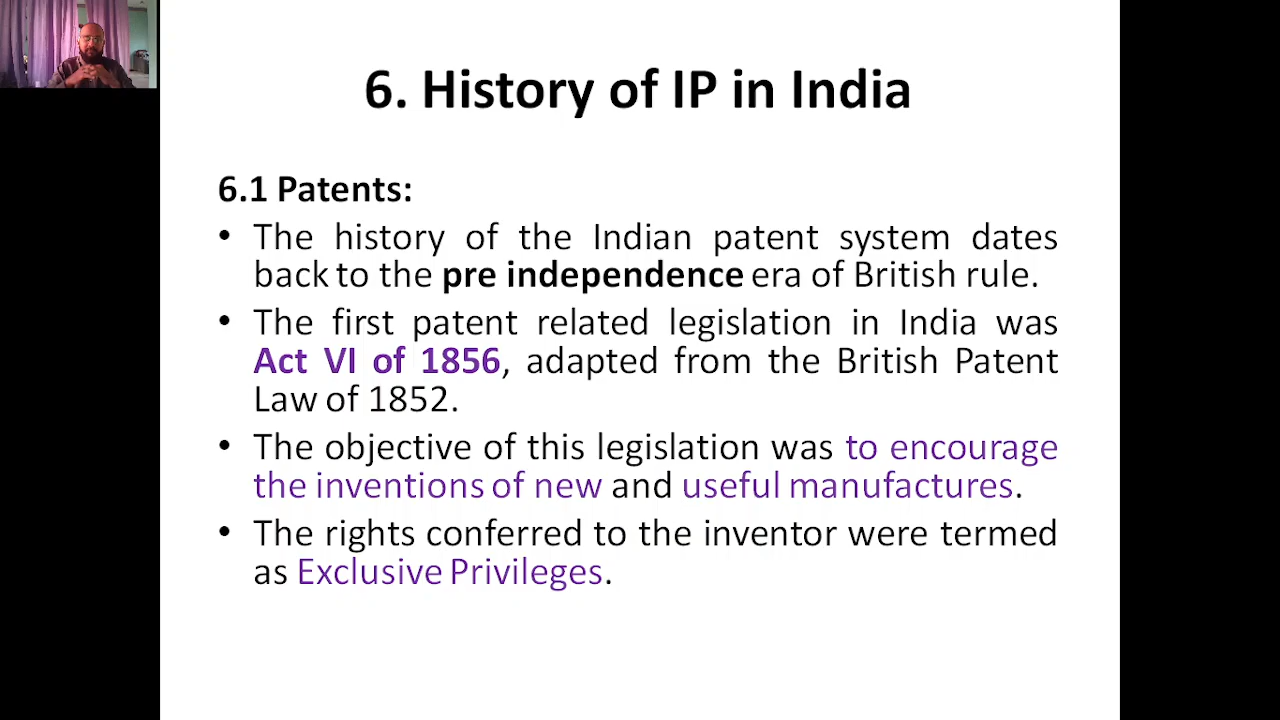 6. History of IP in India
6.1 Patents:
• The history of the Indian patent system dates
back to the pre independence era of British rule.
• The first patent related legislation in India was
Act VI of 1856, adapted from the British Patent
Law of 1852.
• The objective of this legislation was to encourage
the inventions of new and useful manufactures.
• The rights conferred to the inventor were termed
as Exclusive Privileges.